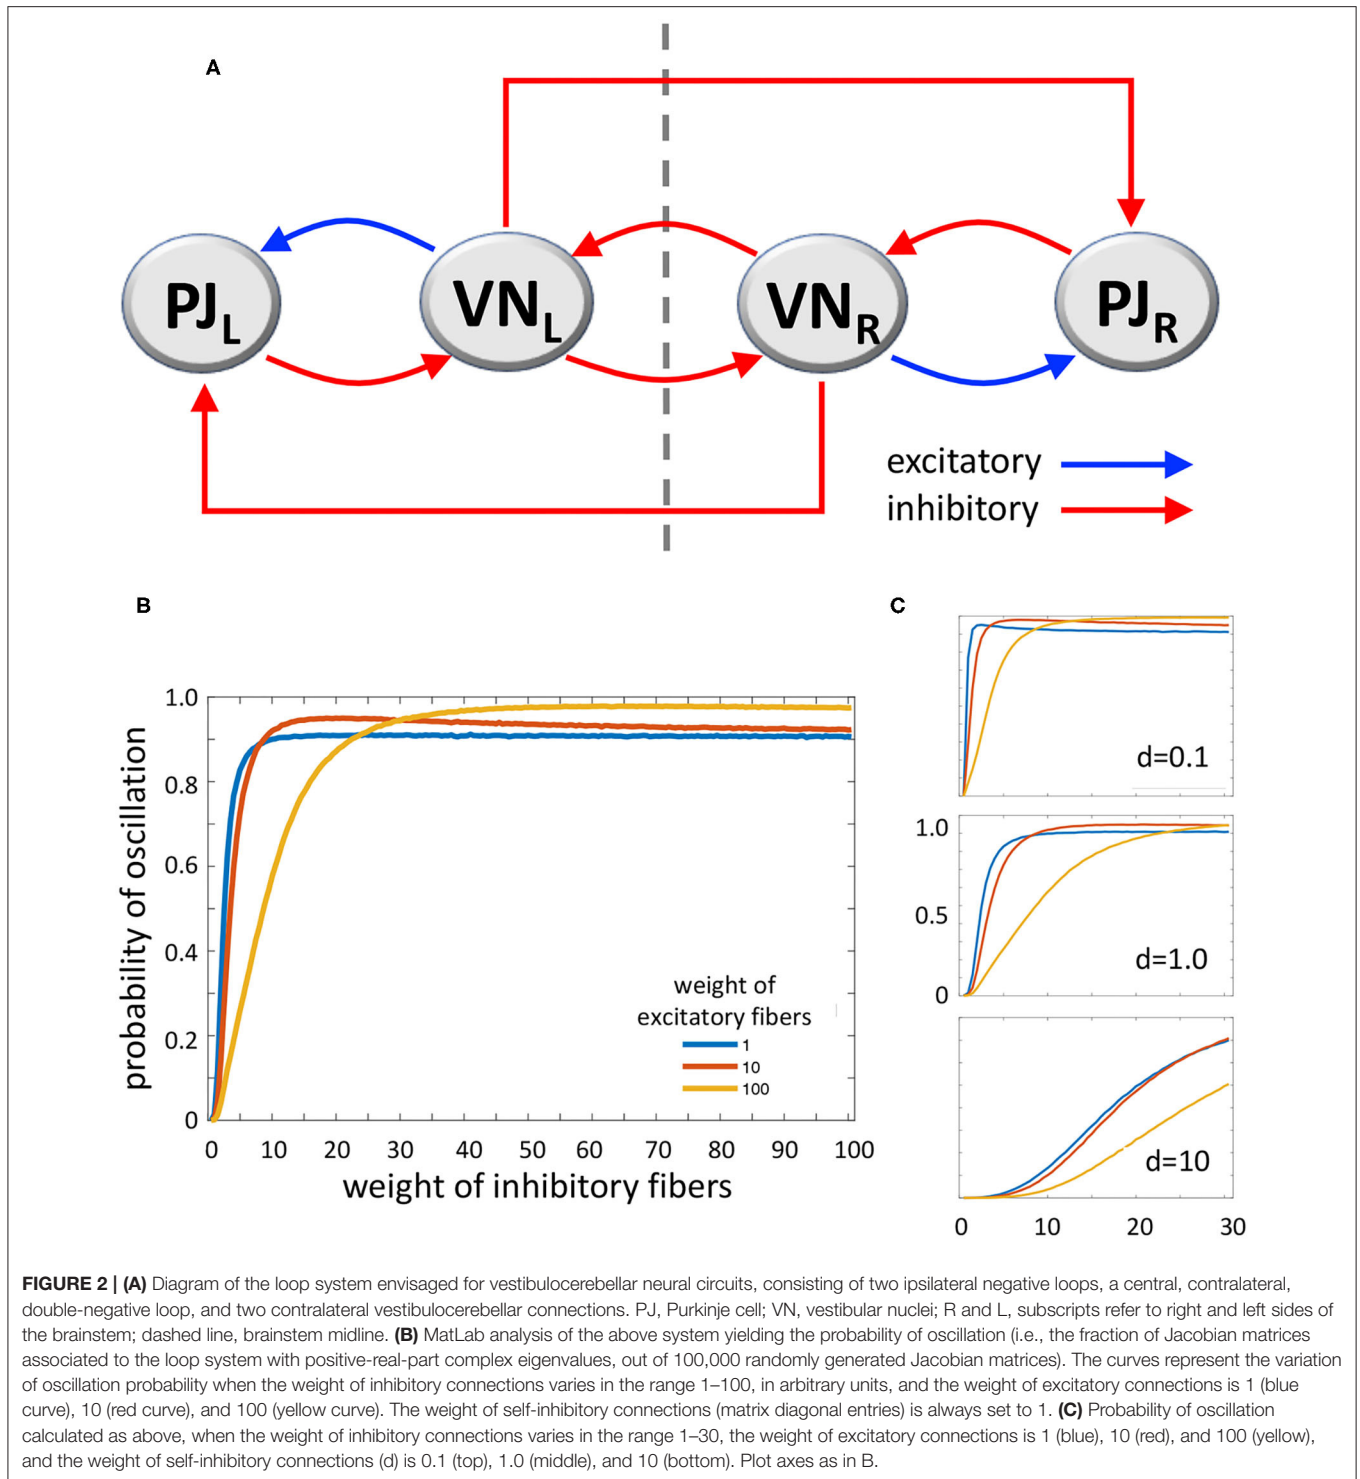 A
PJL
VNL
VNR
PJR
excitatory
inhibitory
B
probability of oscillation
1.0
0.8
0.6
0.4
0.2
0
0 10 20 30 40 50 60 70 80 90 100
weight of inhibitory fibers
weight of
excitatory fibers
1
10
100
C
d=0.1
1.0
0.5
0
d=1.0
d=10
0 10 20 30
FIGURE 2 | (A) Diagram of the loop system envisaged for vestibulocerebellar neural circuits, consisting of two ipsilateral negative loops, a central, contralateral,
double-negative loop, and two contralateral vestibulocerebellar connections. PJ, Purkinje cell; VN, vestibular nuclei; R and L, subscripts refer to right and left sides of
the brainstem; dashed line, brainstem midline. (B) MatLab analysis of the above system yielding the probability of oscillation (i.e., the fraction of Jacobian matrices
associated to the loop system with positive-real-part complex eigenvalues, out of 100,000 randomly generated Jacobian matrices). The curves represent the variation
of oscillation probability when the weight of inhibitory connections varies in the range 1–100, in arbitrary units, and the weight of excitatory connections is 1 (blue
curve), 10 (red curve), and 100 (yellow curve). The weight of self-inhibitory connections (matrix diagonal entries) is always set to 1. (C) Probability of oscillation
calculated as above, when the weight of inhibitory connections varies in the range 1–30, the weight of excitatory connections is 1 (blue), 10 (red), and 100 (yellow),
and the weight of self-inhibitory connections (d) is 0.1 (top), 1.0 (middle), and 10 (bottom). Plot axes as in B.